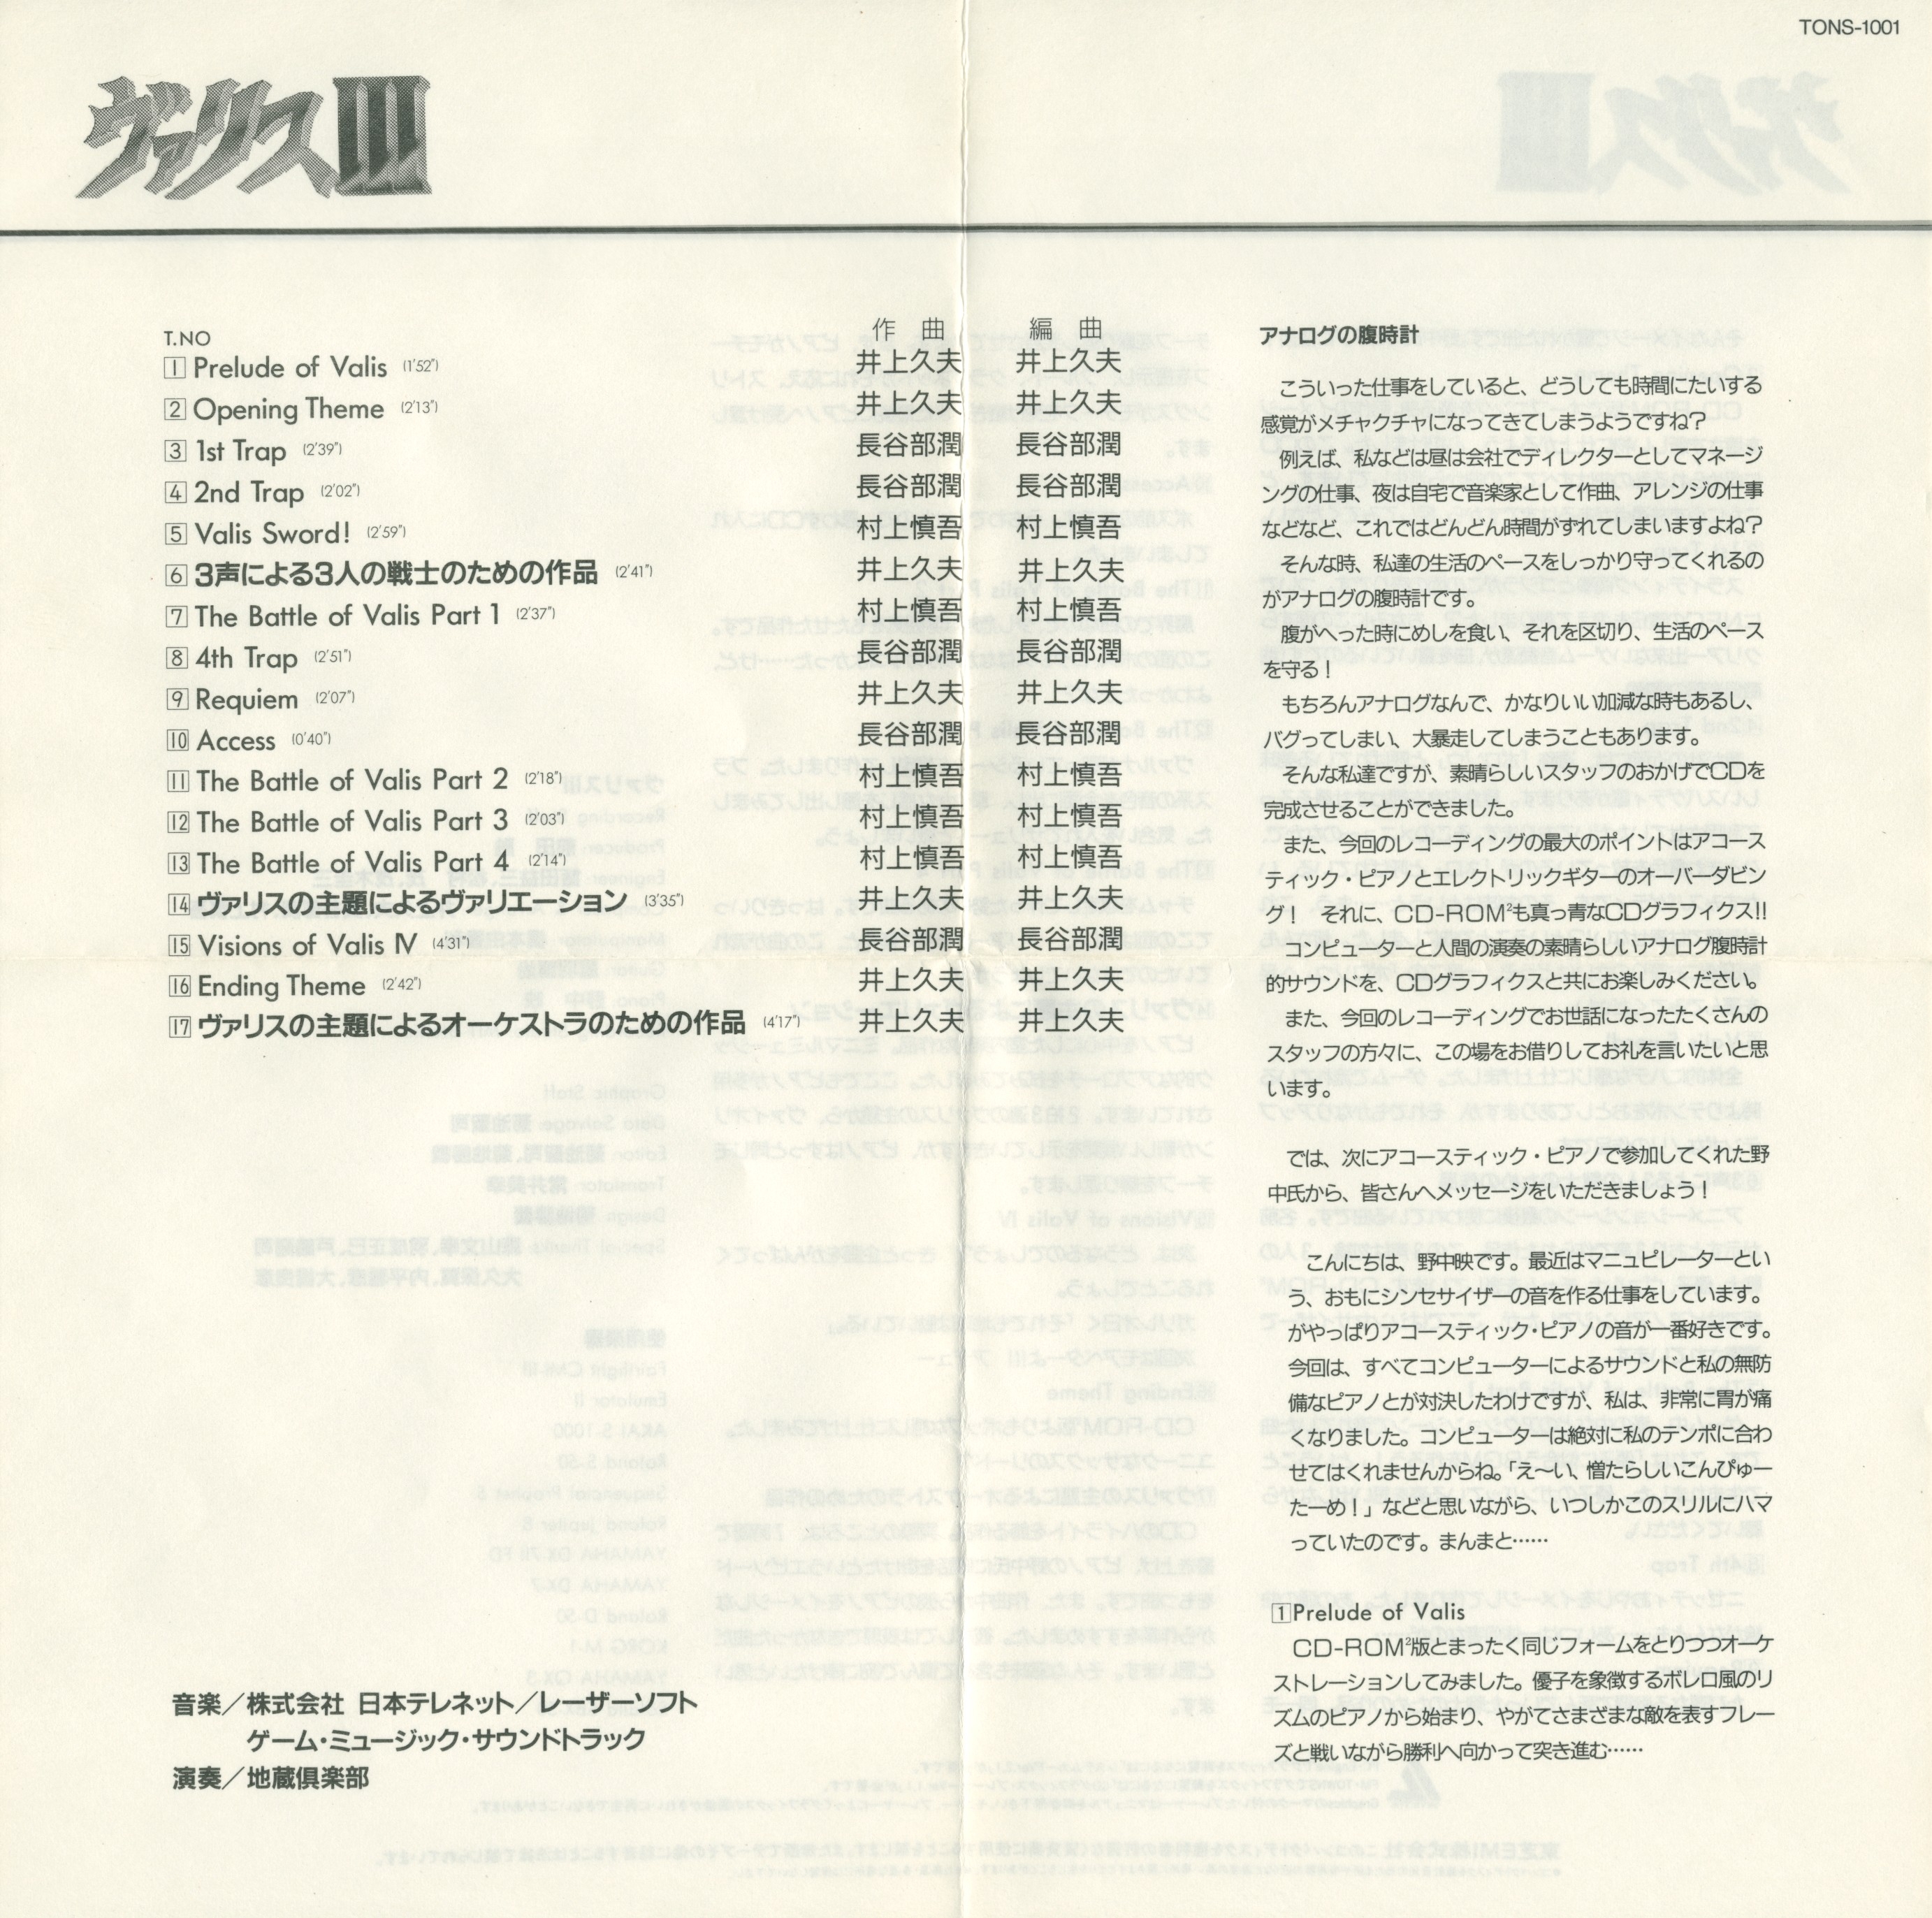 TONS-1001
ヴァリスIII
T.NO
作曲 編曲
1 Prelude of Valis (1'52") 井上久夫 井上久夫
2 Opening Theme (2'13") 井上久夫 井上久夫
3 1st Trap (2'39") 長谷部潤 長谷部潤
4 2nd Trap (2'02") 長谷部潤 長谷部潤
5 Valis Sword! (2'59") 村上慎吾 村上慎吾
6 3声による3人の戦士のための作品 (2'41") 井上久夫 井上久夫
7 The Battle of Valis Part 1 (2'37") 村上慎吾 村上慎吾
8 4th Trap (2'51") 長谷部潤 長谷部潤
9 Requiem (2'07") 井上久夫 井上久夫
10 Access (0'40") 長谷部潤 長谷部潤
11 The Battle of Valis Part 2 (2'18") 村上慎吾 村上慎吾
12 The Battle of Valis Part 3 (2'03") 村上慎吾 村上慎吾
13 The Battle of Valis Part 4 (2'14") 村上慎吾 村上慎吾
14 ヴァリスの主題によるヴァリエーション (3'35") 井上久夫 井上久夫
15 Visions of Valis IV (4'31") 長谷部潤 長谷部潤
16 Ending Theme (2'42") 井上久夫 井上久夫
17 ヴァリスの主題によるオーケストラのための作品 (4'17") 井上久夫 井上久夫
音楽／株式会社 日本テレネット／レーザーソフト
ゲーム・ミュージック・サウンドトラック
演奏／地蔵倶楽部
アナログの腹時計
こういった仕事をしていると、どうしても時間にたいする
感覚がメチャクチャになってきてしまうようですね?
例えば、私などは昼は会社でディレクターとしてマネージ
ングの仕事、夜は自宅で音楽家として作曲、アレンジの仕事
などなど、これではどんどん時間がずれてしまいますよね?
そんな時、私達の生活のペースをしっかり守ってくれるの
がアナログの腹時計です。
腹がへった時にめしを食い、それを区切り、生活のペース
を守る！
もちろんアナログなんで、かなりいい加減な時もあるし、
バグってしまい、大暴走してしまうこともあります。
そんな私達ですが、素晴らしいスタッフのおかげでCDを
完成させることができました。
また、今回のレコーディングの最大のポイントはアコース
ティック・ピアノとエレクトリックギターのオーバーダビン
グ！ それに、CD-ROM²も真っ青なCDグラフィクス!!
コンピューターと人間の演奏の素晴らしいアナログ腹時計
的サウンドを、CDグラフィクスと共にお楽しみください。
また、今回のレコーディングでお世話になったたくさんの
スタッフの方々に、この場をお借りしてお礼を言いたいと思
います。
では、次にアコースティック・ピアノで参加してくれた野
中氏から、皆さんへメッセージをいただきましょう！
こんにちは、野中映です。最近はマニュピレーターとい
う、おもにシンセサイザーの音を作る仕事をしています。
がやっぱりアコースティック・ピアノの音が一番好きです。
今回は、すべてコンピューターによるサウンドと私の無防
備なピアノとが対決したわけですが、私は、非常に胃が痛
くなりました。コンピューターは絶対に私のテンポに合わ
せてはくれませんからね。「え〜い、憎たらしいこんぴゅー
たーめ！」などと思いながら、いつしかこのスリルにハマ
っていたのです。まんまと……
1 Prelude of Valis
CD-ROM²版とまったく同じフォームをとりつつオーケ
ストレーションしてみました。優子を象徴するボレロ風のリ
ズムのピアノから始まり、やがてさまざまな敵を表すフレー
ズと戦いながら勝利へ向かって突き進む……